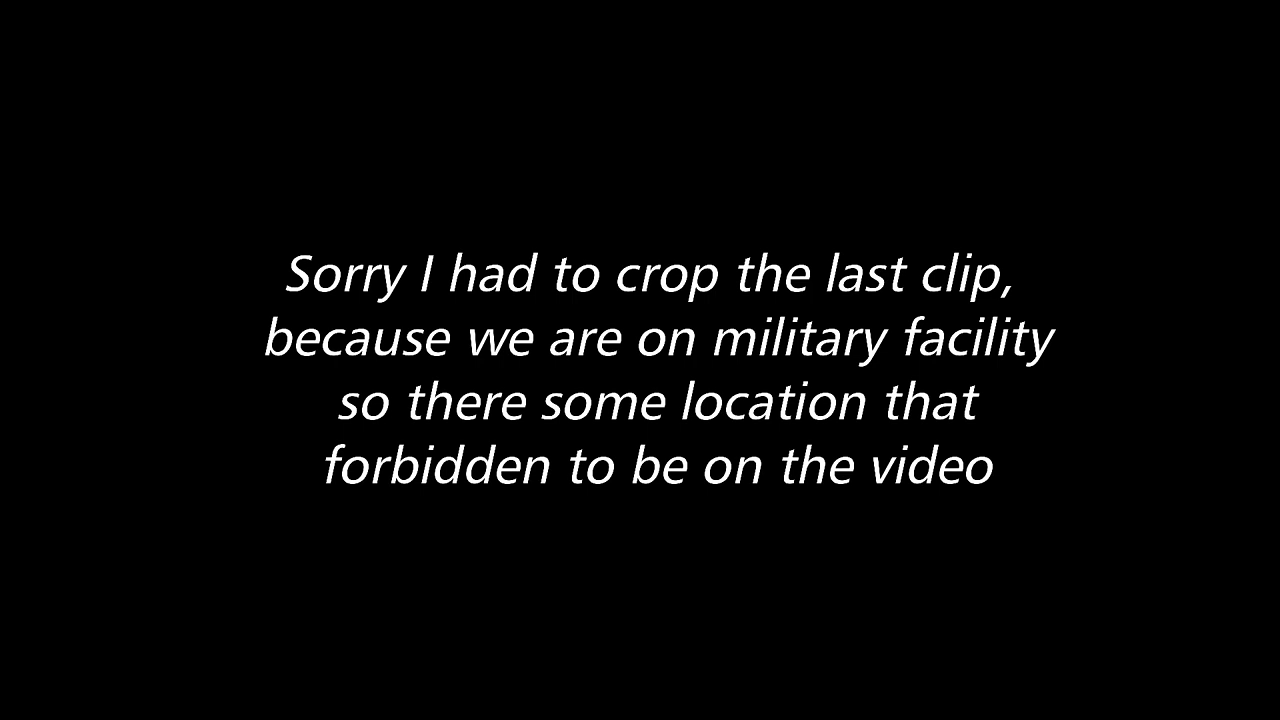 Sorry I had to crop the last clip,
because we are on military facility
so there some location that
forbidden to be on the video